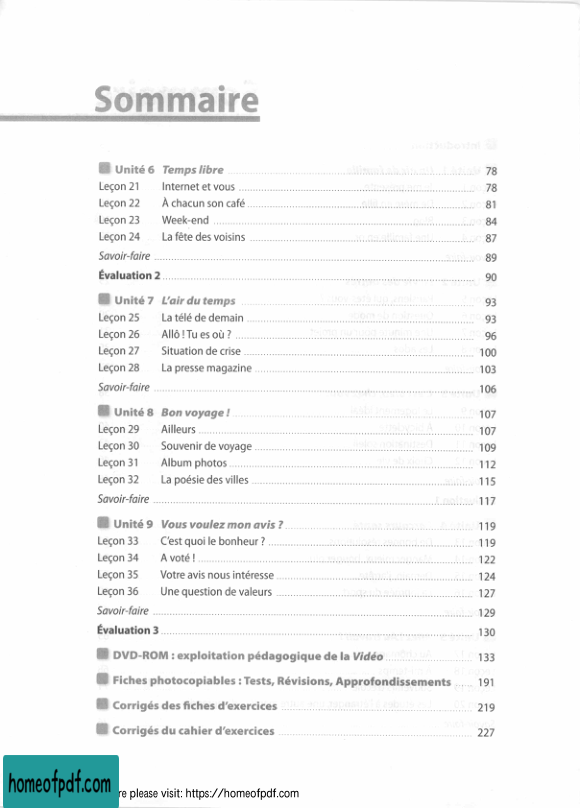 Sommaire
Unité 6 Temps libre 78
Leçon 21 Internet et vous 78
Leçon 22 À chacun son café 81
Leçon 23 Week-end 84
Leçon 24 La fête des voisins 87
Savoir-faire 89
Évaluation 2 90
Unité 7 L'air du temps 93
Leçon 25 La télé de demain 93
Leçon 26 Allô ! Tu es où ? 96
Leçon 27 Situation de crise 100
Leçon 28 La presse magazine 103
Savoir-faire 106
Unité 8 Bon voyage ! 107
Leçon 29 Ailleurs 107
Leçon 30 Souvenir de voyage 109
Leçon 31 Album photos 112
Leçon 32 La poésie des villes 115
Savoir-faire 117
Unité 9 Vous voulez mon avis ? 119
Leçon 33 C'est quoi le bonheur ? 119
Leçon 34 A voté ! 122
Leçon 35 Votre avis nous intéresse 124
Leçon 36 Une question de valeurs 127
Savoir-faire 129
Évaluation 3 130
DVD-ROM : exploitation pédagogique de la Vidéo 133
Fiches photocopiables : Tests, Révisions, Approfondissements 191
Corrigés des fiches d'exercices 219
Corrigés du cahier d'exercices 227
homeofpdf.com
re please visit: https://homeofpdf.com